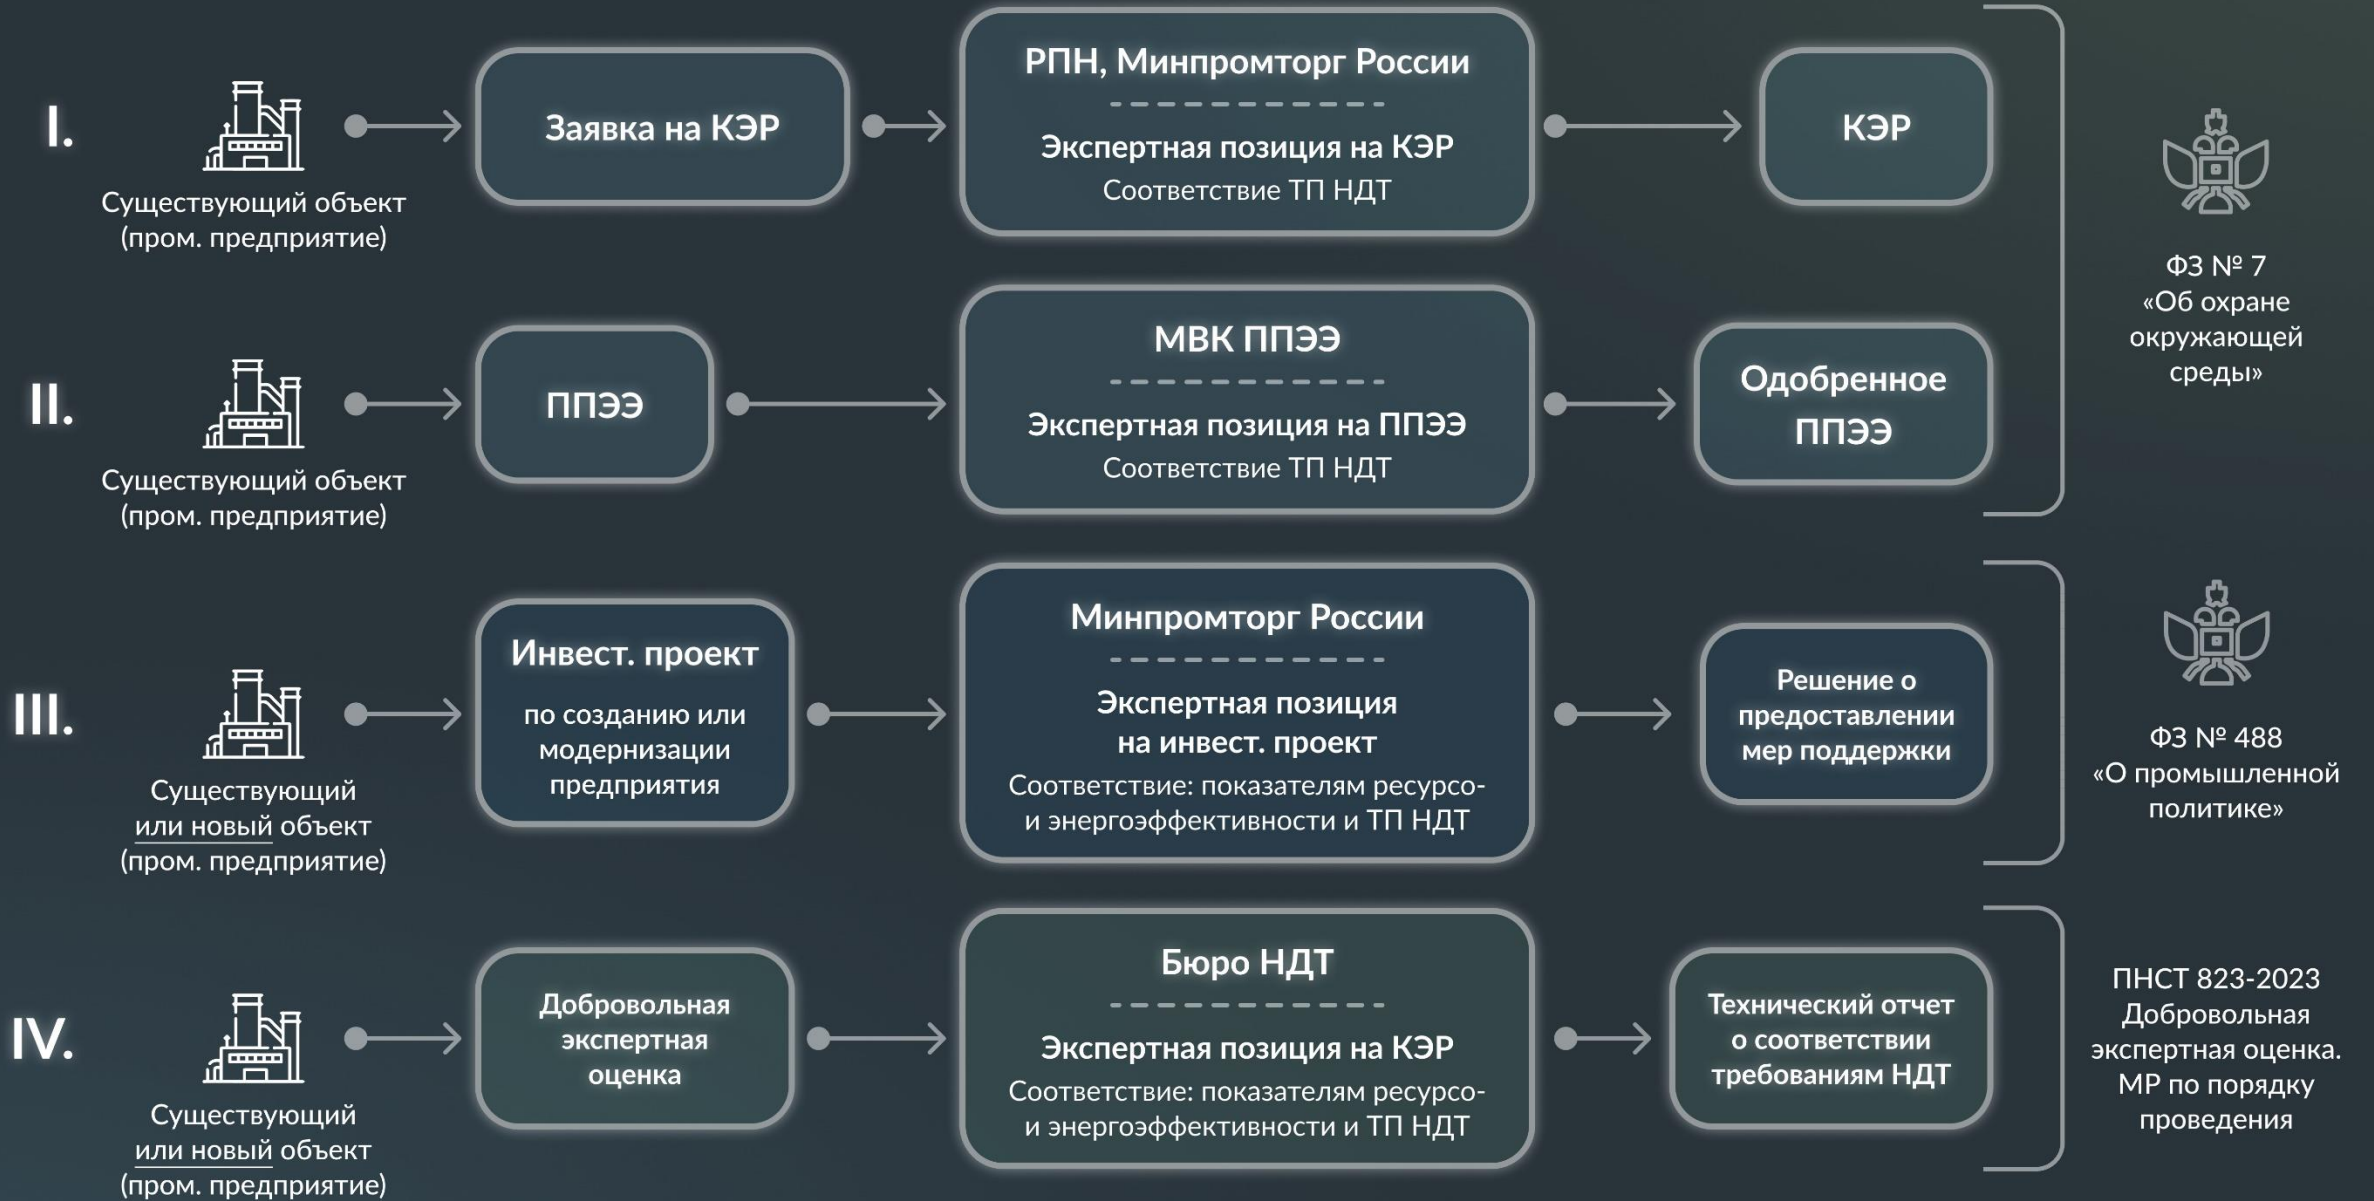 I.
Существующий объект
(пром. предприятие)
Заявка на КЭР
РПН, Минпромторг России
Экспертная позиция на КЭР
Соответствие ТП НДТ
КЭР
II.
Существующий объект
(пром. предприятие)
ППЭЭ
МВК ППЭЭ
Экспертная позиция на ППЭЭ
Соответствие ТП НДТ
Одобренное
ППЭЭ
ФЗ № 7
«Об охране
окружающей
среды»
III.
Существующий
или новый объект
(пром. предприятие)
Инвест. проект
по созданию или
модернизации
предприятия
Минпромторг России
Экспертная позиция
на инвест. проект
Соответствие: показателям ресурсо-
и энергоэффективности и ТП НДТ
Решение о
предоставлении
мер поддержки
ФЗ № 488
«О промышленной
политике»
IV.
Существующий
или новый объект
(пром. предприятие)
Добровольная
экспертная
оценка
Бюро НДТ
Экспертная позиция на КЭР
Соответствие: показателям ресурсо-
и энергоэффективности и ТП НДТ
Технический отчет
о соответствии
требованиям НДТ
ПНСТ 823-2023
Добровольная
экспертная оценка.
МР по порядку
проведения